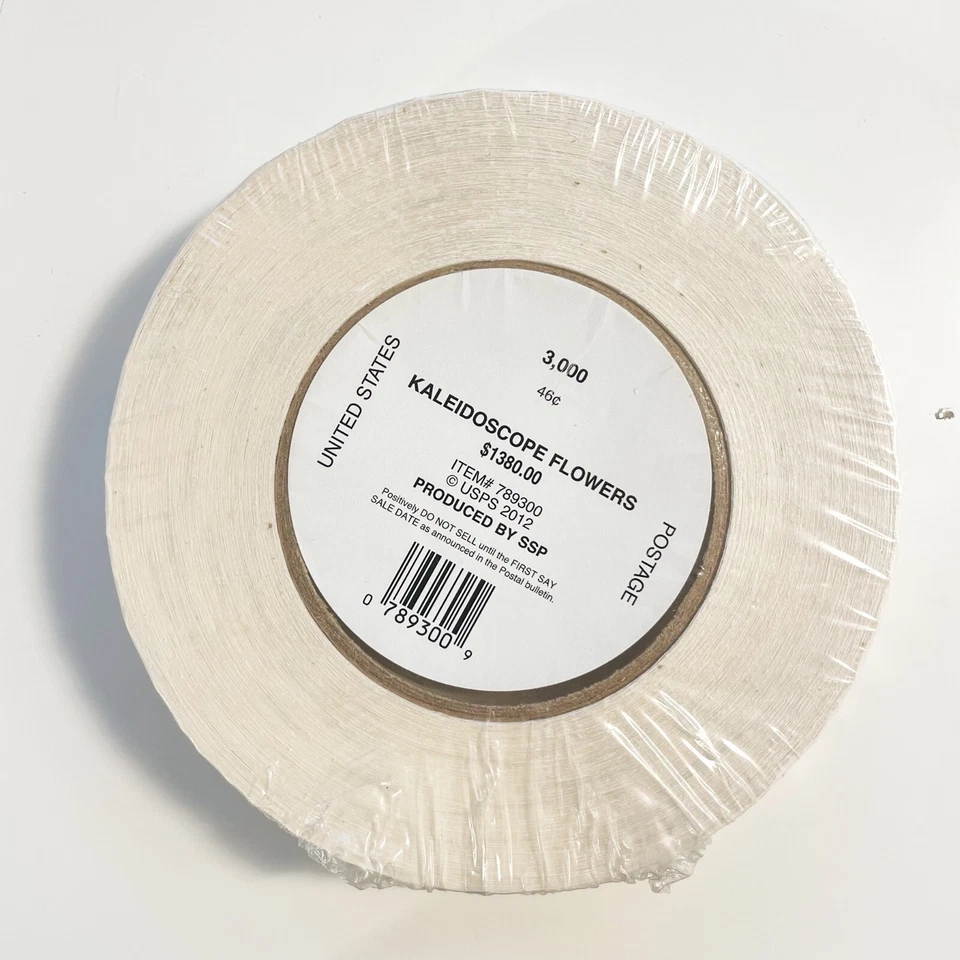 UNITED STATES
3,000
46¢
KALEIDOSCOPE FLOWERS
$1380.00
ITEM# 789300
© USPS 2012
PRODUCED BY SSP
Positively DO NOT SELL until the FIRST SAY
SALE DATE as announced in the Postal bulletin.
0 789300 9
POSTAGE